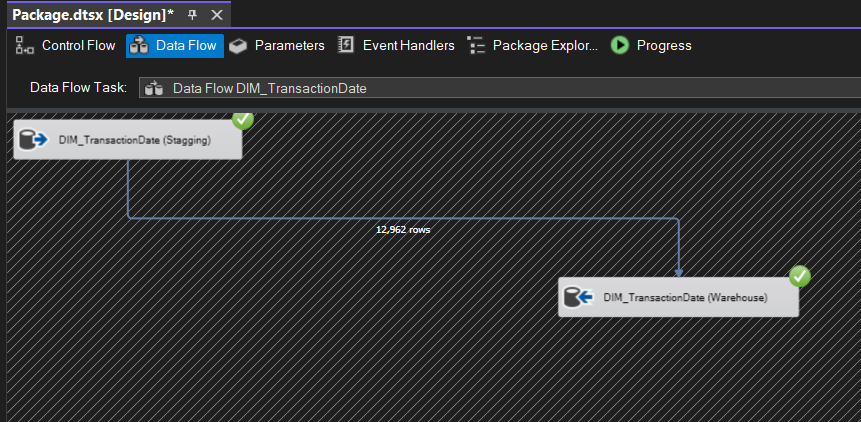 Package.dtsx [Design]*
Control Flow Data Flow Parameters Event Handlers Package Explor... Progress
Data Flow Task: Data Flow DIM_TransactionDate
DIM_TransactionDate (Stagging)
12,962 rows
DIM_TransactionDate (Warehouse)